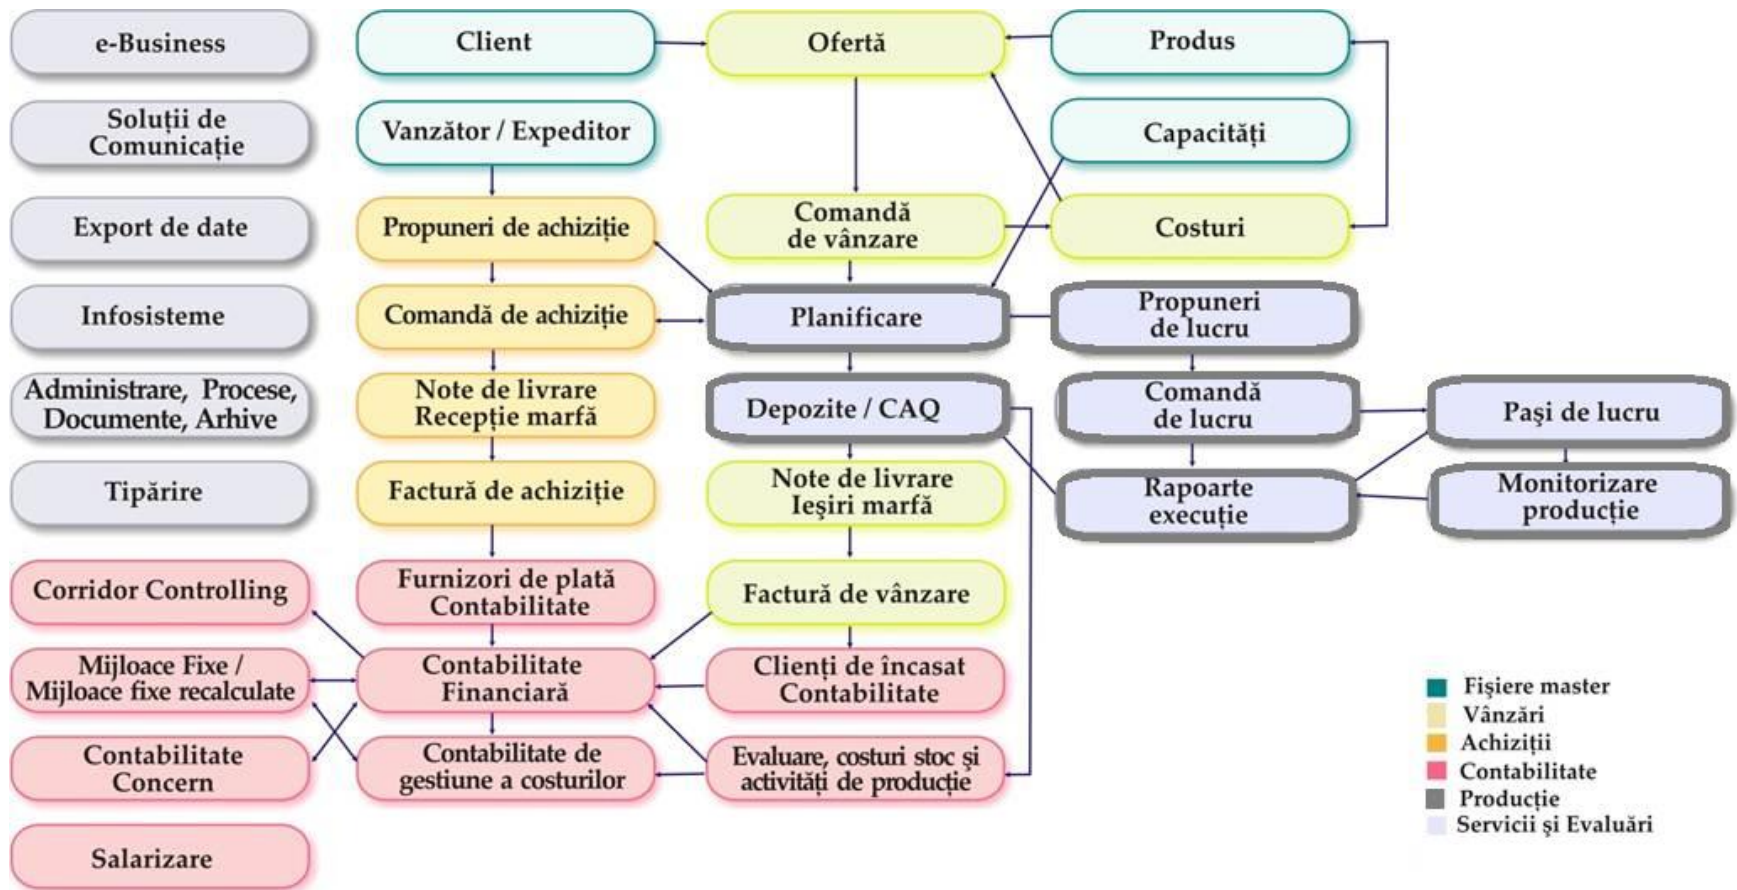 e-Business
Client
Ofertă
Produs
Soluții de
Comunicație
Vanzător / Expeditor
Capacități
Export de date
Propuneri de achiziție
Comandă
de vânzare
Costuri
Infosisteme
Comandă de achiziție
Planificare
Propuneri
de lucru
Administrare, Procese,
Documente, Arhive
Note de livrare
Recepție marfă
Depozite / CAQ
Comandă
de lucru
Pași de lucru
Tipărire
Factură de achiziție
Note de livrare
Ieşiri marfă
Rapoarte
execuție
Monitorizare
producție
Corridor Controlling
Furnizori de plată
Contabilitate
Factură de vânzare
Mijloace Fixe /
Mijloace fixe recalculate
Contabilitate
Financiară
Clienți de încasat
Contabilitate
Contabilitate
Concern
Contabilitate de
gestiune a costurilor
Evaluare, costuri stoc şi
activități de producție
Salarizare
Fişiere master
Vânzări
Achiziții
Contabilitate
Producție
Servicii şi Evaluări